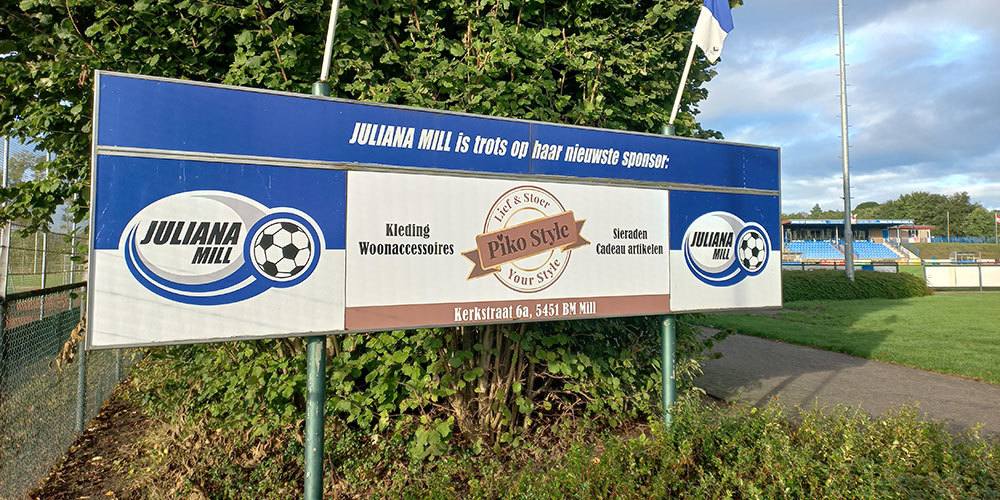 JULIANA MILL is trots op haar nieuwste sponsor:
JULIANA
MILL
Kleding
Woonaccessoires
Lief & Stoer
Piko Style
Your Style
Sieraden
Cadeau artikelen
Kerkstraat 6a, 5451 BM Mill
JULIANA
MILL